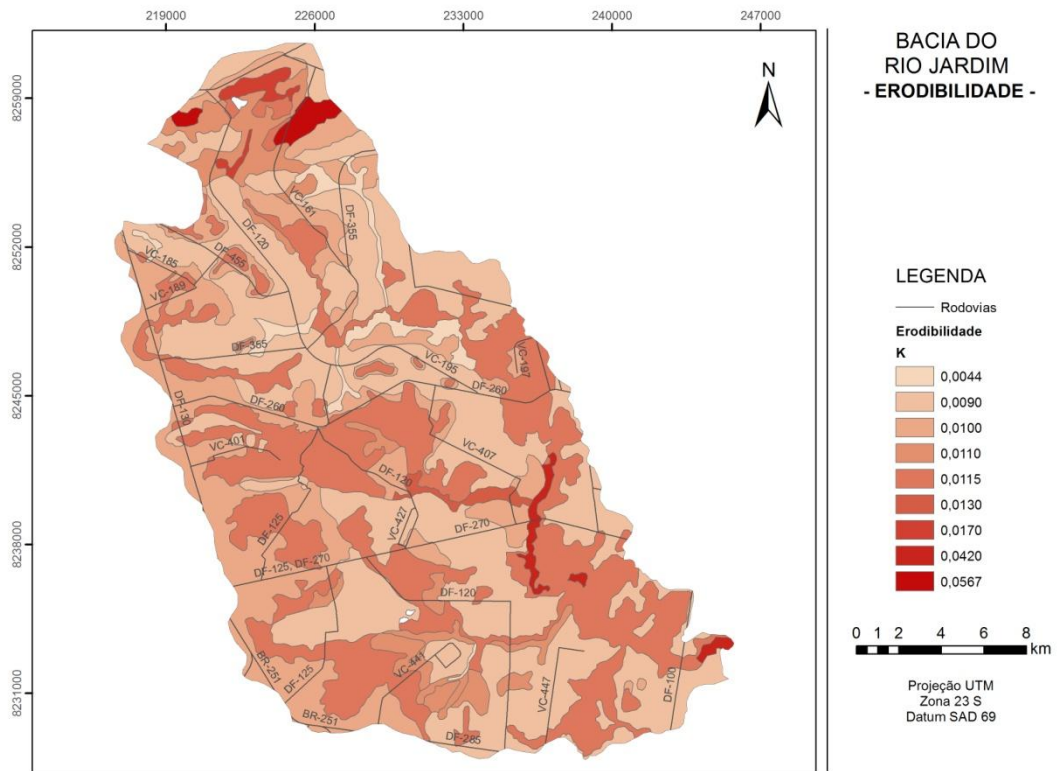 219000
226000
233000
240000
247000
8259000
8252000
8245000
8238000
8231000
N
VC-161
DF-355
DF-120
DF-455
VC-185
VC-189
DF-355
VC-195
VC-197
DF-260
DF-260
DF-130
VC-401
VC-407
DF-120
DF-125
VC-427
DF-270
DF-125, DF-270
DF-120
BR-251
DF-125
VC-441
VC-447
DF-100
BR-251
DF-285
BACIA DO
RIO JARDIM
- ERODIBILIDADE -
LEGENDA
Rodovias
Erodibilidade
K
0,0044
0,0090
0,0100
0,0110
0,0115
0,0130
0,0170
0,0420
0,0567
0 1 2 4 6 8
km
Projeção UTM
Zona 23 S
Datum SAD 69